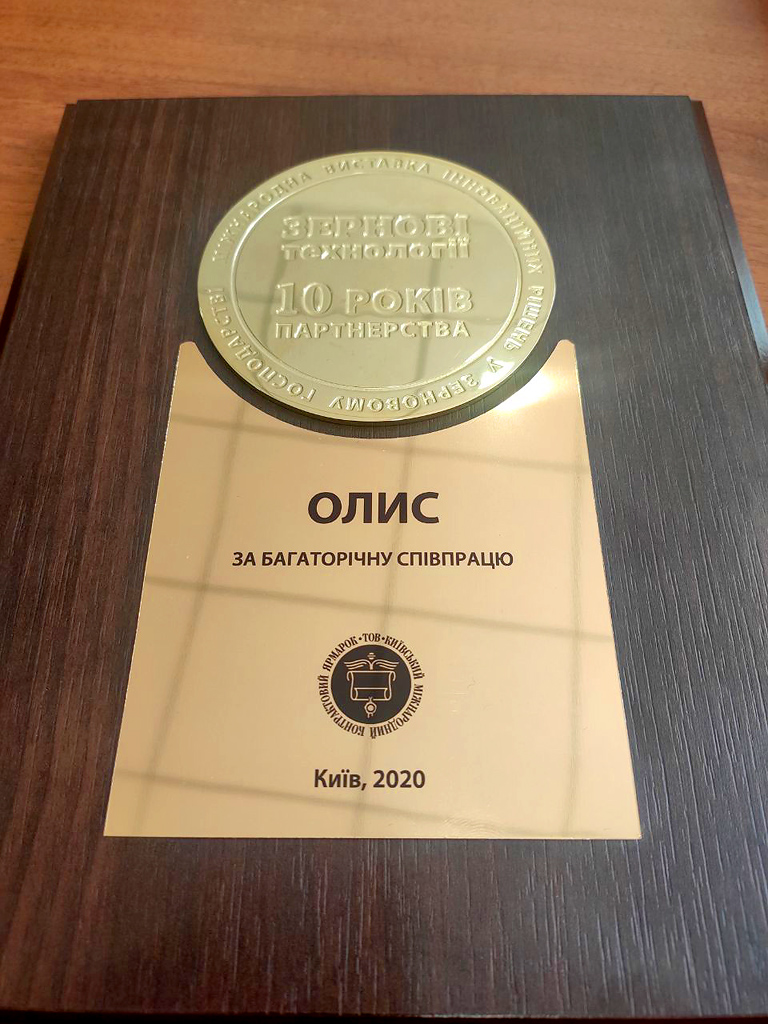 МІЖНАРОДНА ВИСТАВКА ІННОВАЦІЙНИХ РІШЕНЬ У ЗЕРНОВОМУ ГОСПОДАРСТВІ
ЗЕРНОВІ
технології
10 РОКІВ
ПАРТНЕРСТВА
ОЛИС
ЗА БАГАТОРІЧНУ СПІВПРАЦЮ
ТОВ•КИЇВСЬКИЙ МІЖНАРОДНИЙ КОНТРАКТОВИЙ ЯРМАРОК•
Київ, 2020